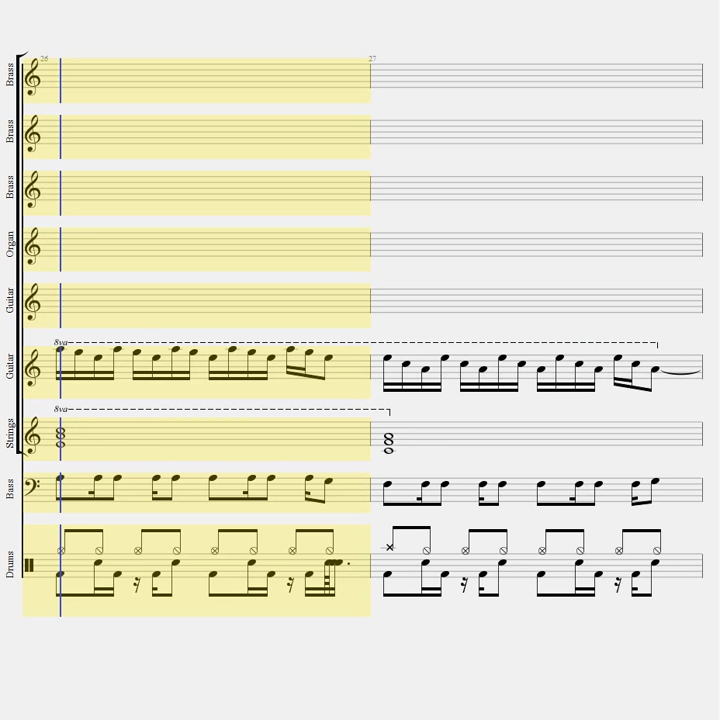 26 27
Brass
Brass
Brass
Organ
Guitar
Guitar
8va
Strings
8va
Bass
Drums